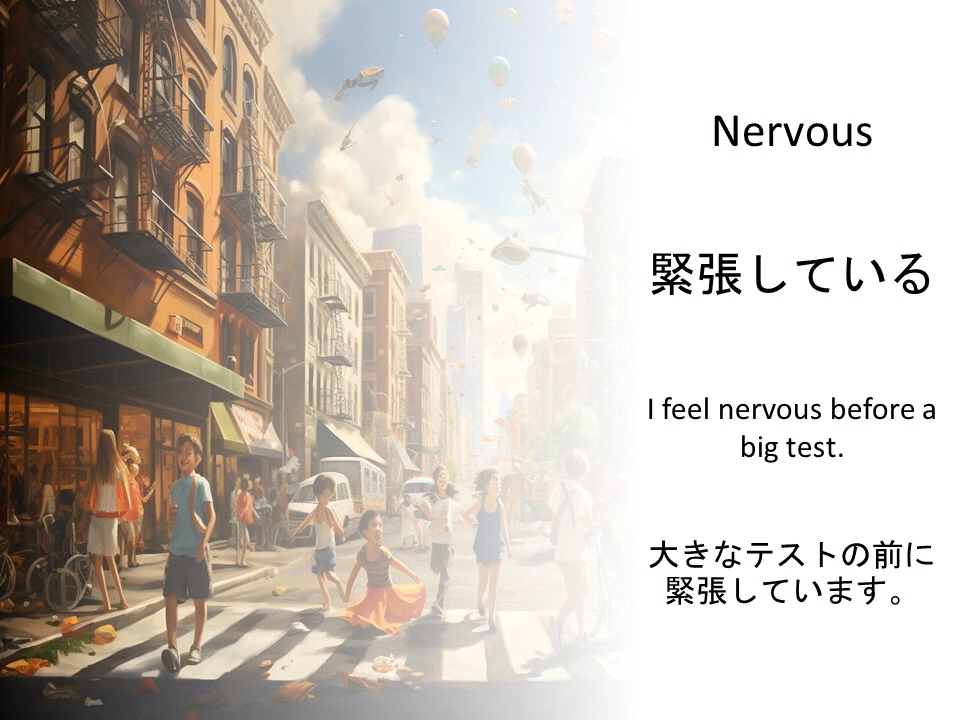 Nervous
緊張している
I feel nervous before a
big test.
大きなテストの前に
緊張しています。